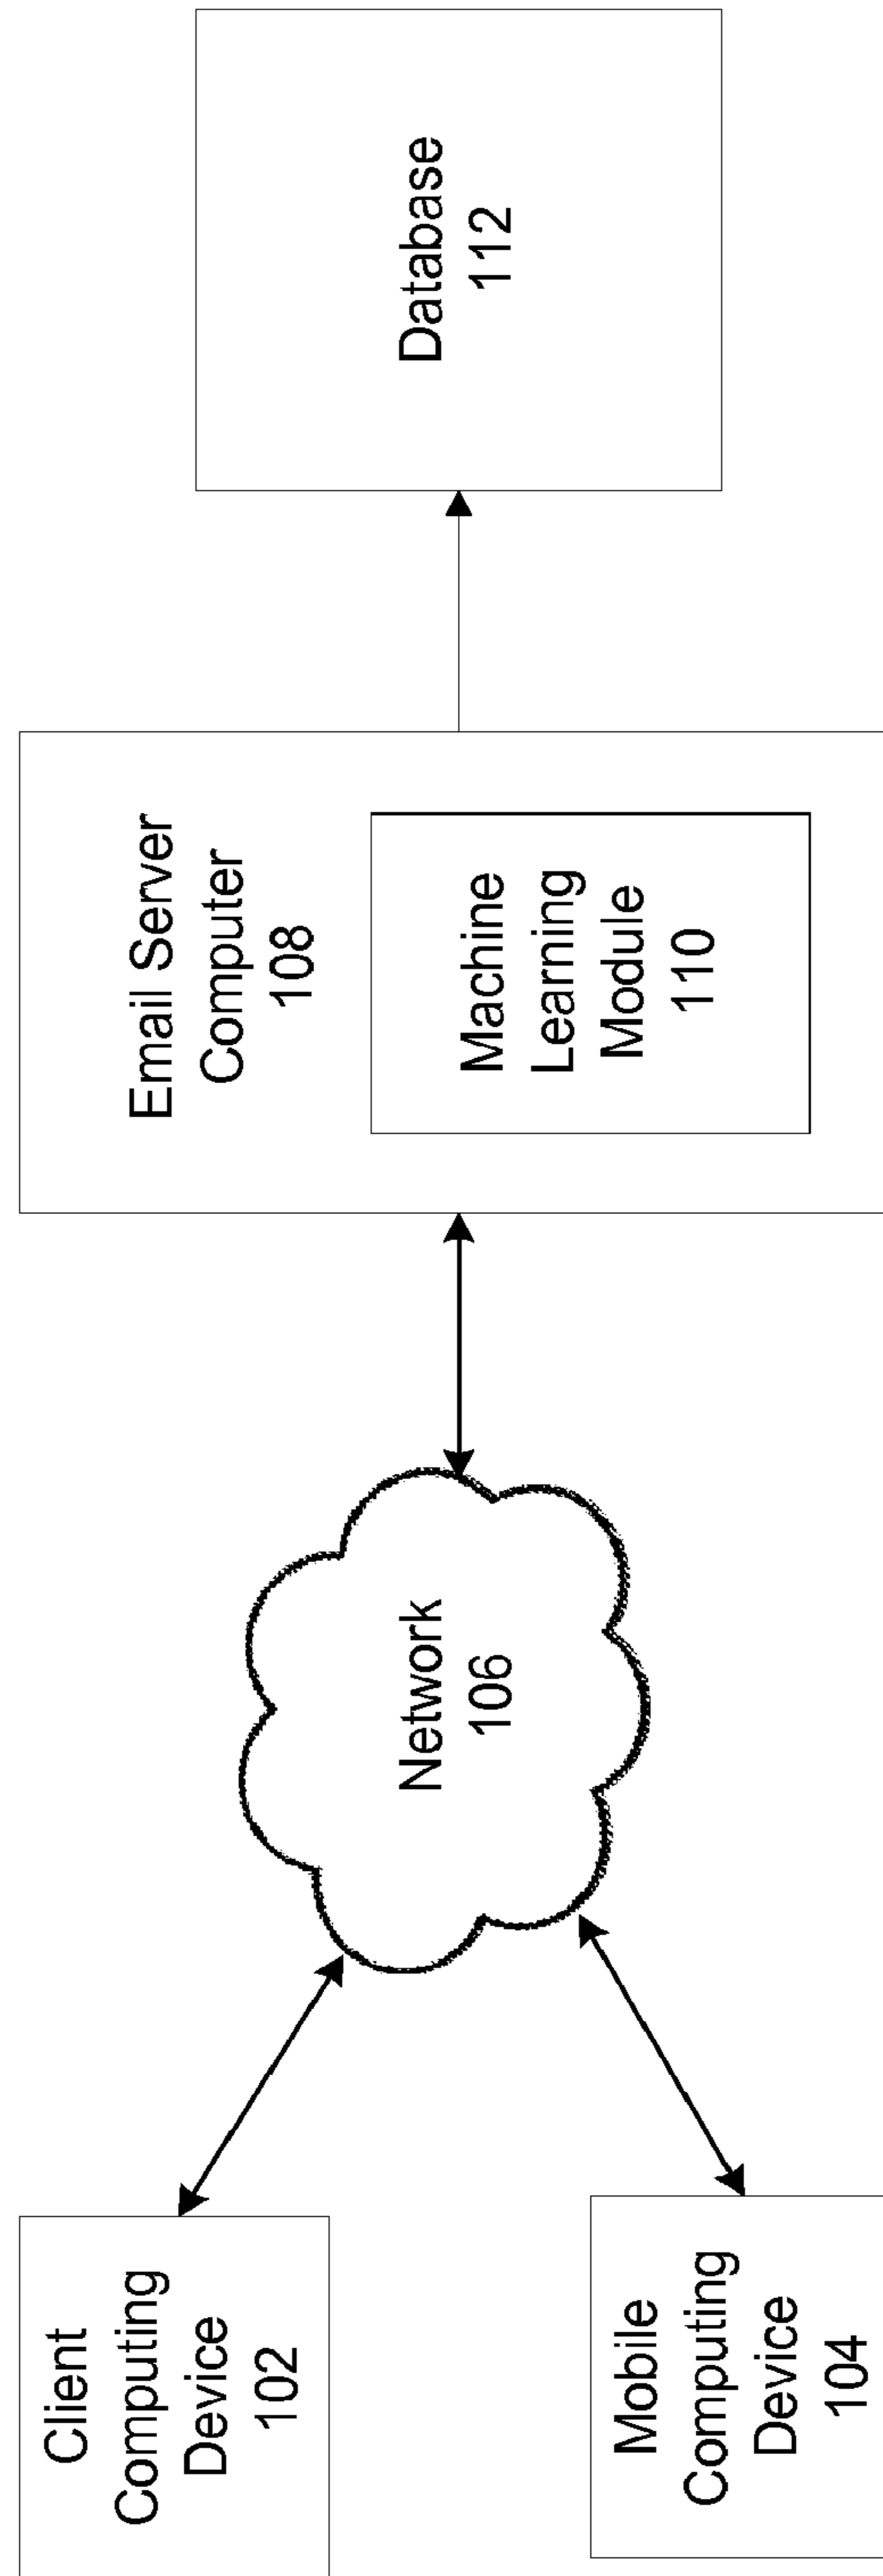 Client
Computing
Device
102
Mobile
Computing
Device
104
Network
106
Email Server
Computer
108
Machine
Learning
Module
110
Database
112